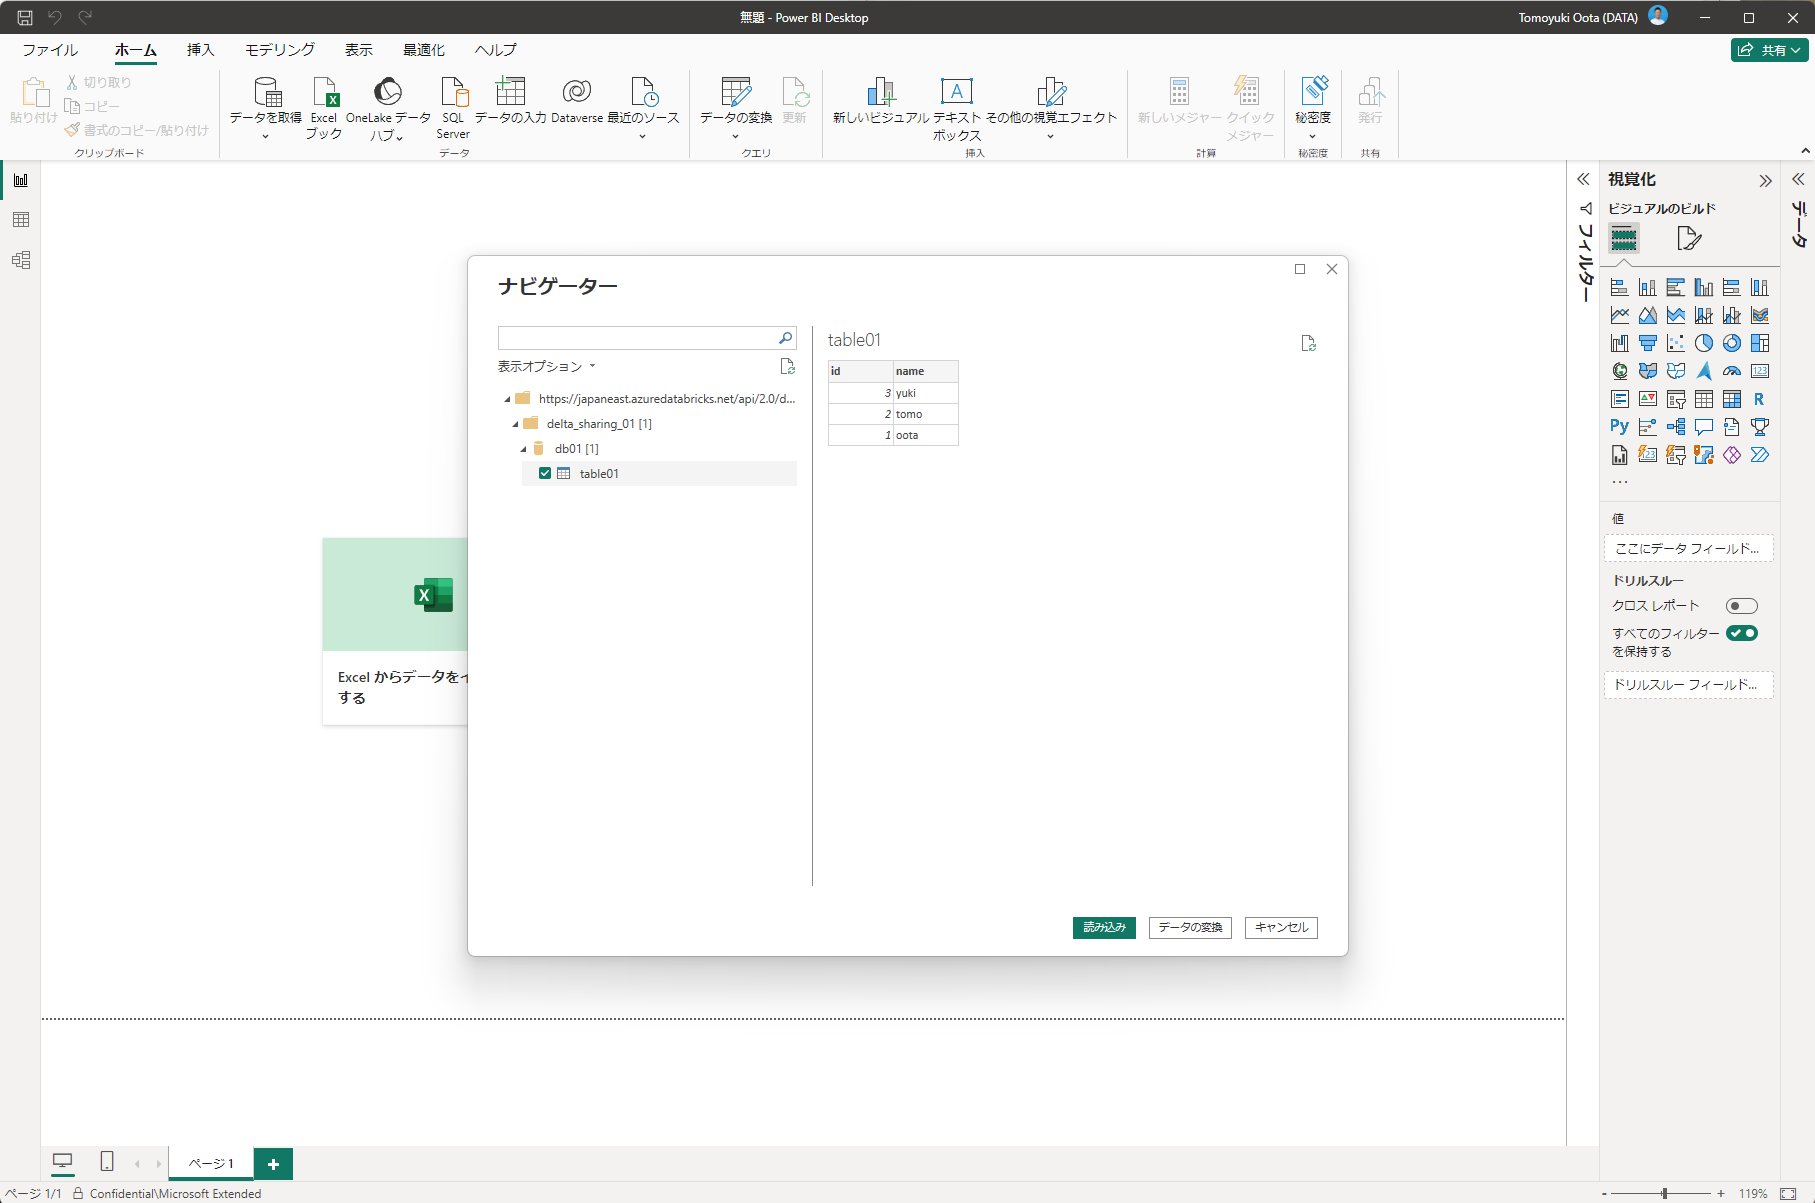 無題 - Power BI Desktop
Tomoyuki Oota (DATA)
ファイル
ホーム
挿入
モデリング
表示
最適化
ヘルプ
共有
貼り付け
切り取り
コピー
書式のコピー/貼り付け
クリップボード
データを取得
Excel
ブック
OneLake データ
ハブ
SQL
Server
データの入力
Dataverse
最近のソース
データ
データの変換
更新
クエリ
新しいビジュアル
テキスト
ボックス
その他の視覚エフェクト
挿入
新しいメジャー
クイック
メジャー
計算
秘密度
秘密度
発行
共有
フィルター
視覚化
ビジュアルのビルド
データ
123
R
Py
123
値
ここにデータ フィールド...
ドリルスルー
クロス レポート
すべてのフィルター
を保持する
ドリルスルー フィールド...
Excel からデータをイ
する
ナビゲーター
表示オプション
https://japaneast.azuredatabricks.net/api/2.0/d...
delta_sharing_01 [1]
db01 [1]
table01
table01
id name
3 yuki
2 tomo
1 oota
読み込み
データの変換
キャンセル
ページ 1
ページ 1/1
Confidential\Microsoft Extended
- + 119%